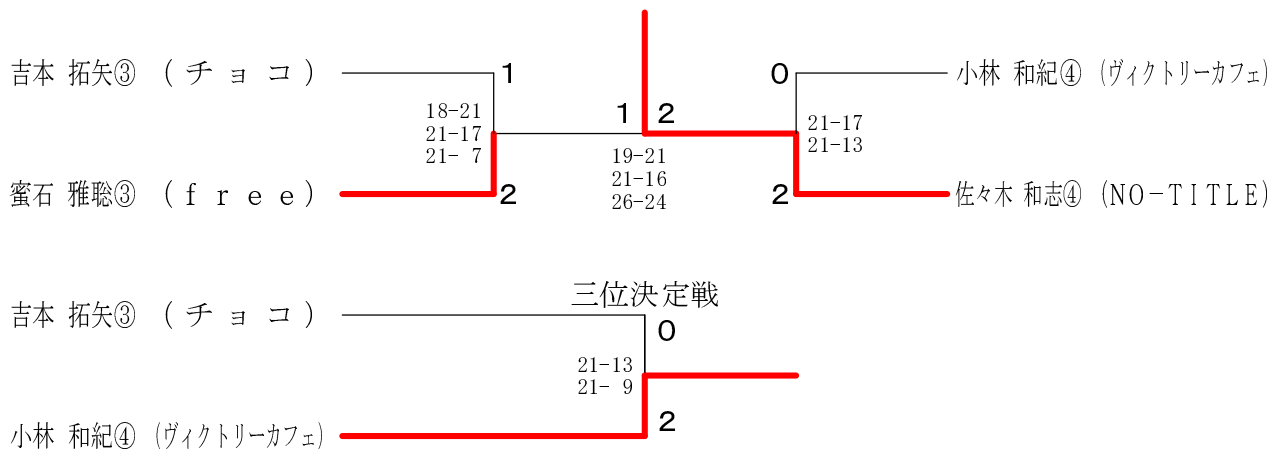 吉本 拓矢③ (チョコ)
1
0
小林 和紀④ (ヴィクトリーカフェ)
18-21
21-17
21- 7
1
2
21-17
21-13
19-21
21-16
26-24
蜜石 雅聡③ (free)
2
2
佐々木 和志④ (NO-TITLE)
三位決定戦
吉本 拓矢③ (チョコ)
0
21-13
21- 9
2
小林 和紀④ (ヴィクトリーカフェ)